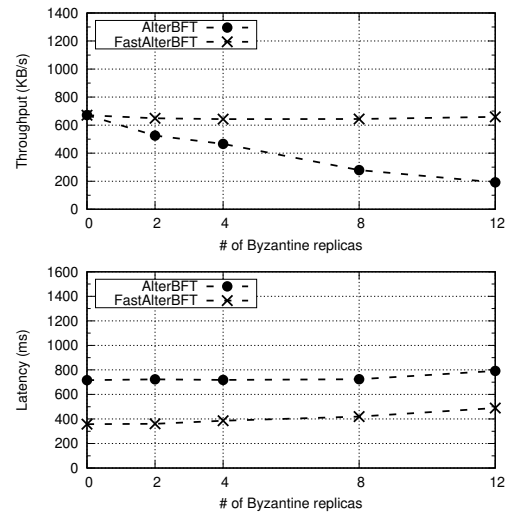 1400
1200
1000
800
600
400
200
0
Throughput (KB/s)
AlterBFT
FastAlterBFT
0 2 4 8 12
# of Byzantine replicas
1600
1400
1200
1000
800
600
400
200
0
Latency (ms)
AlterBFT
FastAlterBFT
0 2 4 8 12
# of Byzantine replicas